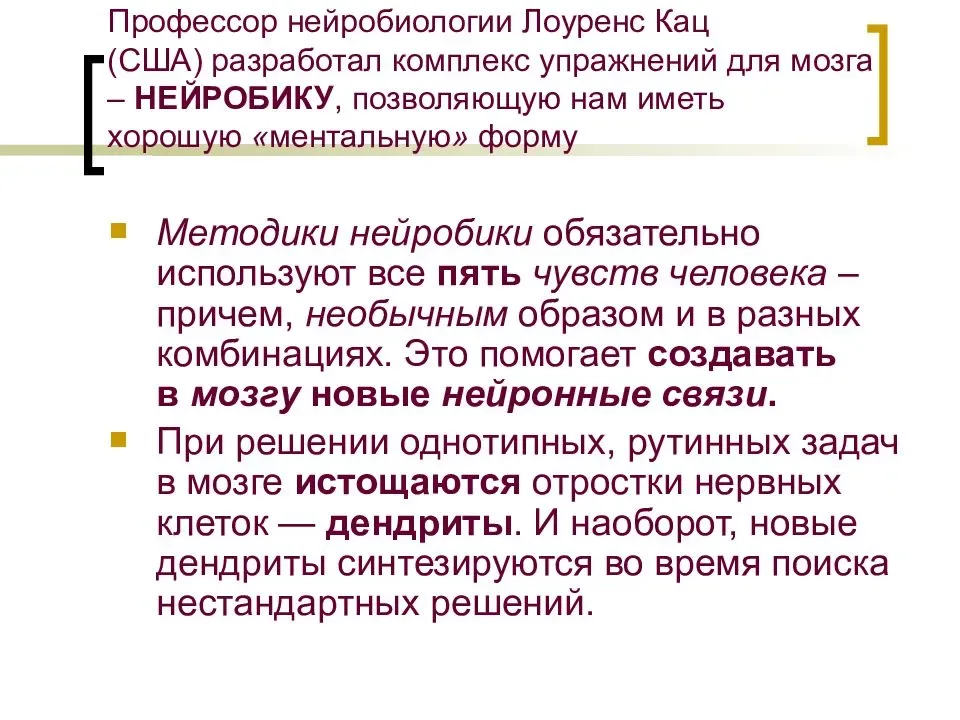 Профессор нейробиологии Лоуренс Кац
(США) разработал комплекс упражнений для мозга
– НЕЙРОБИКУ, позволяющую нам иметь
хорошую «ментальную» форму
Методики нейробики обязательно
используют все пять чувств человека –
причем, необычным образом и в разных
комбинациях. Это помогает создавать
в мозгу новые нейронные связи.
При решении однотипных, рутинных задач
в мозге истощаются отростки нервных
клеток — дендриты. И наоборот, новые
дендриты синтезируются во время поиска
нестандартных решений.